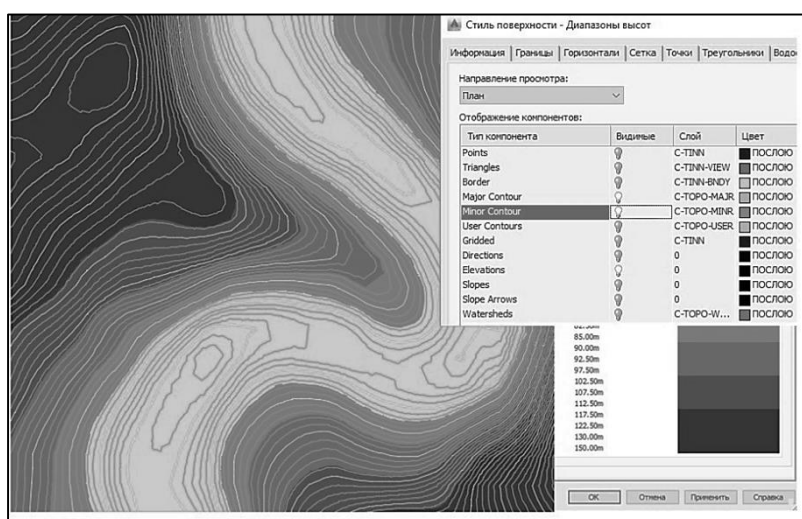 Стиль поверхности - Диапазоны высот
Информация Границы Горизонтали Сетка Точки Треугольники
Направление просмотра:
План
Отображение компонентов:
Тип компонента Видимые Слой Цвет
Points C-TINN ПОСЛОЮ
Triangles C-TINN-VIEW ПОСЛОЮ
Border C-TINN-BNDY ПОСЛОЮ
Major Contour C-TOPO-MAJR ПОСЛОЮ
Minor Contour C-TOPO-MINR ПОСЛОЮ
User Contours C-TOPO-USER ПОСЛОЮ
Gridded C-TINN ПОСЛОЮ
Directions 0 ПОСЛОЮ
Elevations 0 ПОСЛОЮ
Slopes 0 ПОСЛОЮ
Slope Arrows 0 ПОСЛОЮ
Watersheds C-TOPO-W... ПОСЛОЮ
82.50m
85.00m
90.00m
92.50m
97.50m
102.50m
107.50m
112.50m
117.50m
122.50m
130.00m
150.00m
ОК Отмена Применить Справка